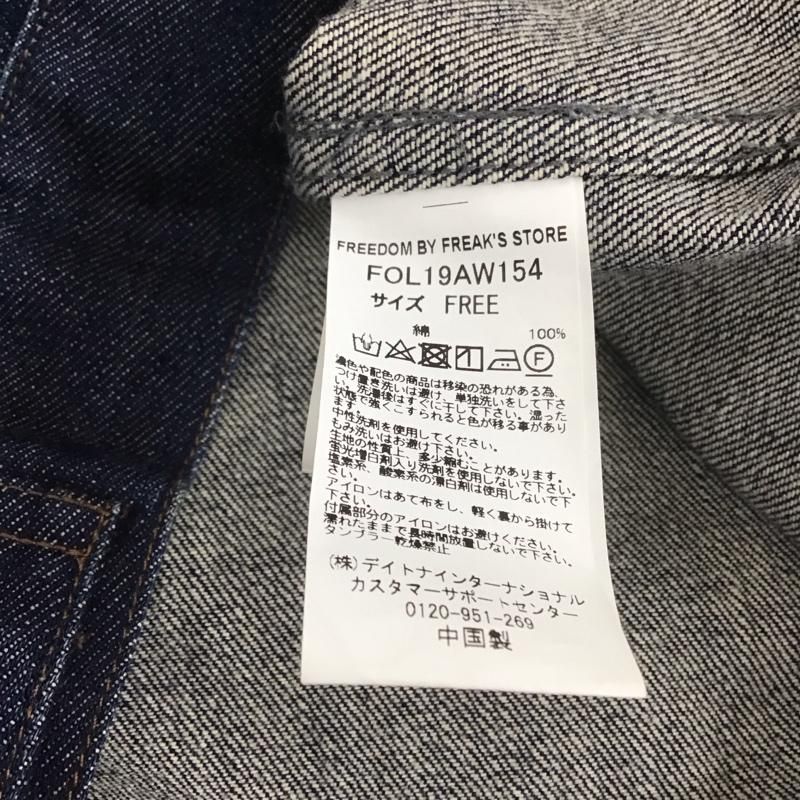 FREEDOM BY FREAK'S STORE
FOL19AW154
サイズ FREE
綿 100%
F
濃色や配色の商品は移染の恐れがある為、
つけ置き洗いは避け、単独洗いをして下さ
い。洗濯後はすぐに干して下さい。湿った
状態で強くこすられると色が移る事があり
ます。
中性洗剤を使用してください。
もみ洗いはお避け下さい。
生地の性質上、多少縮むことがあります。
蛍光増白剤入り洗剤を使用しないで下さい。
塩素系、酸素系の漂白剤は使用しないで下
さい。
アイロンはあて布をし、軽く裏から掛けて
下さい。
付属部分のアイロンはお避けください。
濡れたままで長時間放置しないで下さい。
タンブラー乾燥禁止
(株)デイトナインターナショナル
カスタマーサポートセンター
0120-951-269
中国製